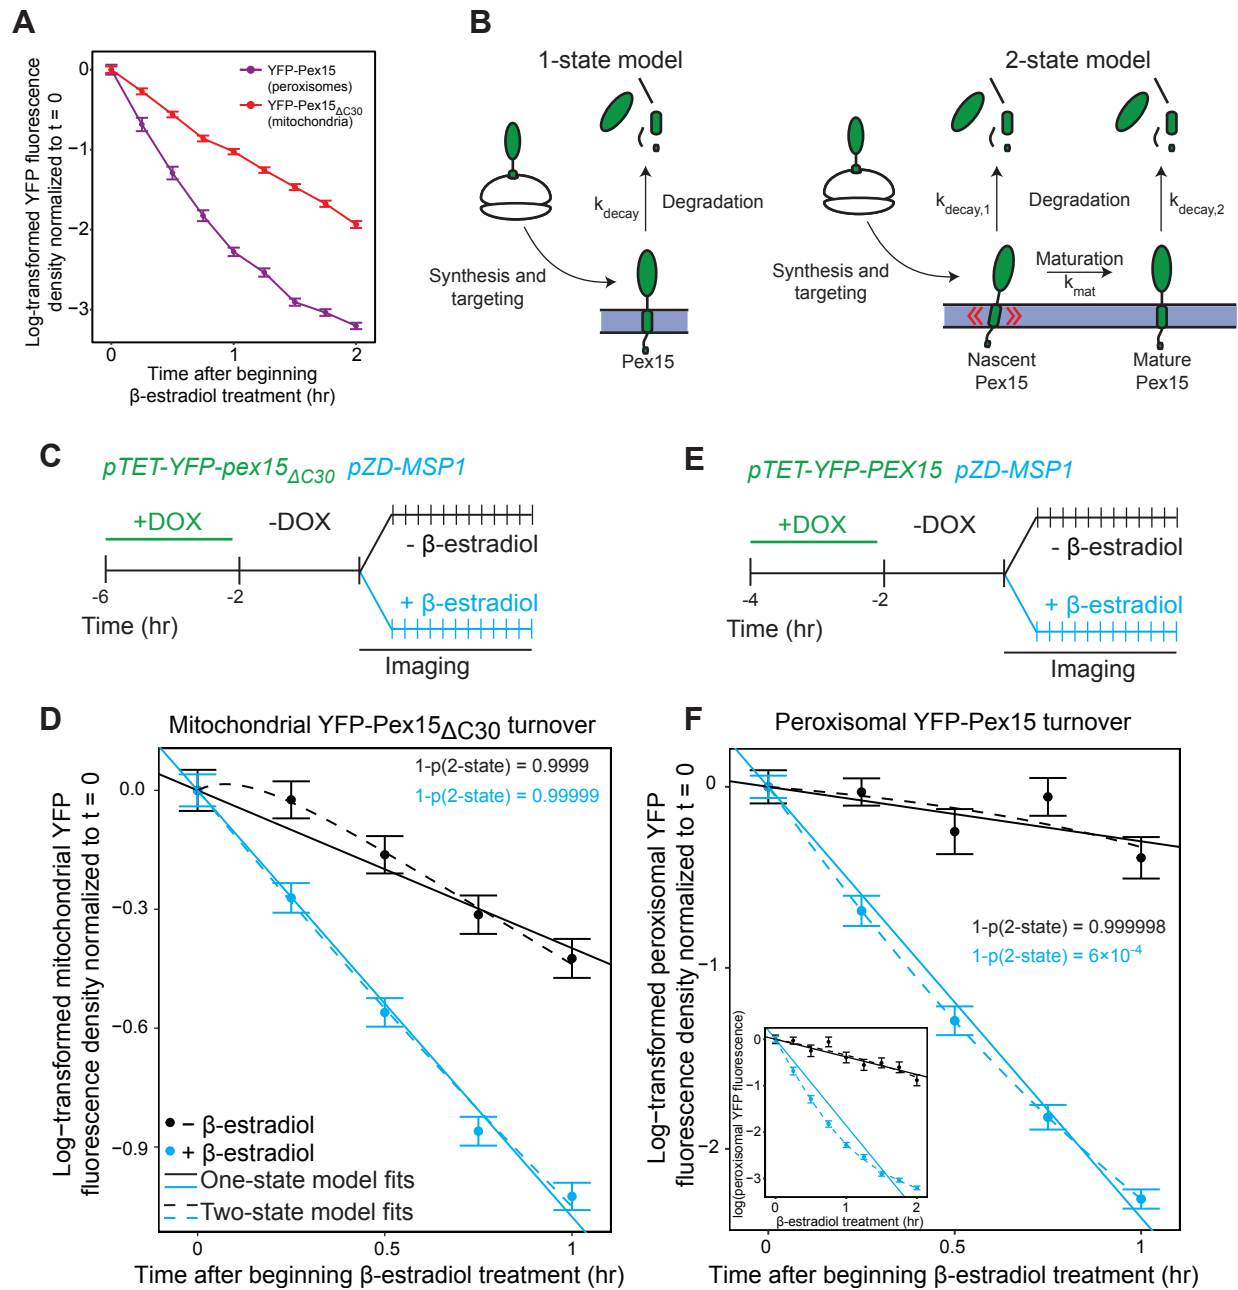 A
Log-transformed YFP fluorescence
density normalized to t = 0
0
−1
−2
−3
YFP-Pex15
(peroxisomes)
YFP-Pex15ΔC30
(mitochondria)
0
1
2
Time after beginning
β-estradiol treatment (hr)
B
1-state model
kdecay
Degradation
Synthesis and
targeting
Pex15
2-state model
kdecay,1
Degradation
kdecay,2
Synthesis and
targeting
Maturation
kmat
Nascent
Pex15
Mature
Pex15
C
pTET-YFP-pex15ΔC30 pZD-MSP1
+DOX
-DOX
- β-estradiol
+ β-estradiol
-6
-2
Time (hr)
Imaging
E
pTET-YFP-PEX15 pZD-MSP1
+DOX
-DOX
- β-estradiol
+ β-estradiol
-4
-2
Time (hr)
Imaging
D
Mitochondrial YFP-Pex15ΔC30 turnover
Log−transformed mitochondrial YFP
fluorescence density normalized to t = 0
0.0
−0.3
−0.6
−0.9
1-p(2-state) = 0.9999
1-p(2-state) = 0.99999
− β-estradiol
+ β-estradiol
One-state model fits
Two-state model fits
0
0.5
1
Time after beginning β-estradiol treatment (hr)
F
Peroxisomal YFP-Pex15 turnover
Log−transformed peroxisomal YFP
fluorescence density normalized to t = 0
0
−1
−2
1-p(2-state) = 0.999998
1-p(2-state) = 6×10⁻⁴
log(peroxisomal YFP fluorescence)
0
−1
−2
−3
0
1
2
β-estradiol treatment (hr)
0
0.5
1
Time after beginning β-estradiol treatment (hr)